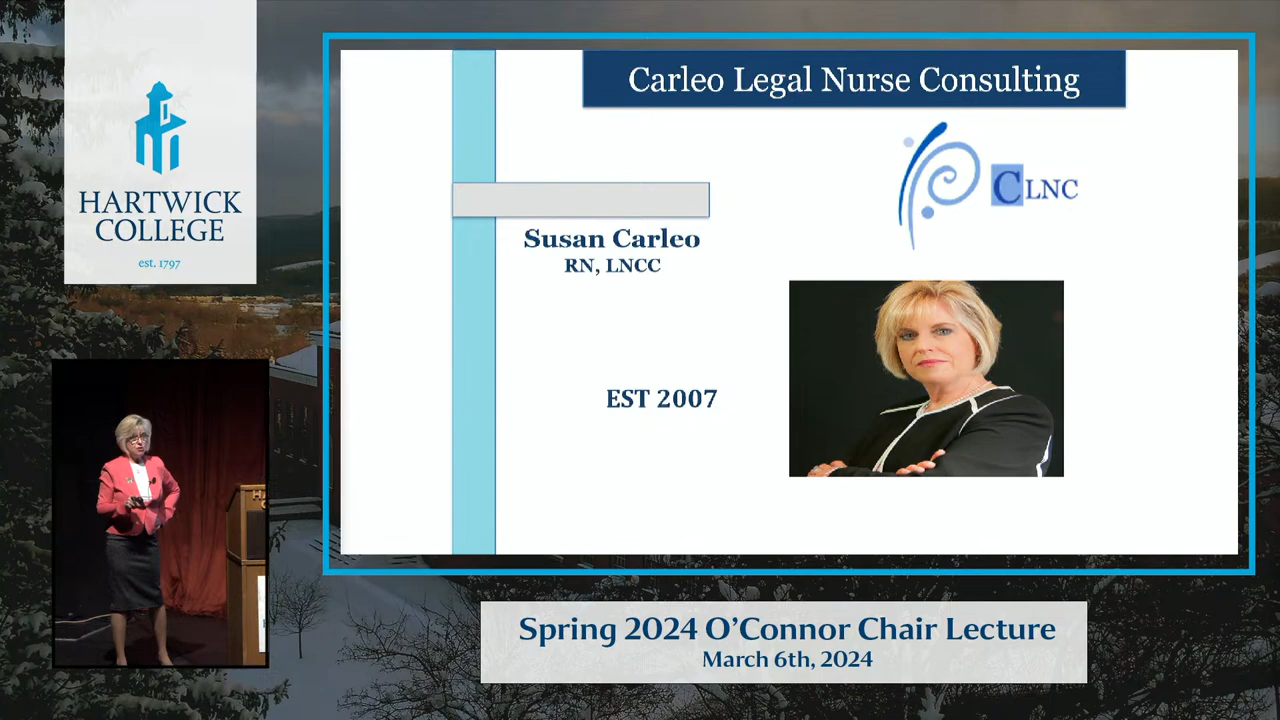 HARTWICK
COLLEGE
est. 1797
Carleo Legal Nurse Consulting
CLNC
Susan Carleo
RN, LNCC
EST 2007
Spring 2024 O'Connor Chair Lecture
March 6th, 2024